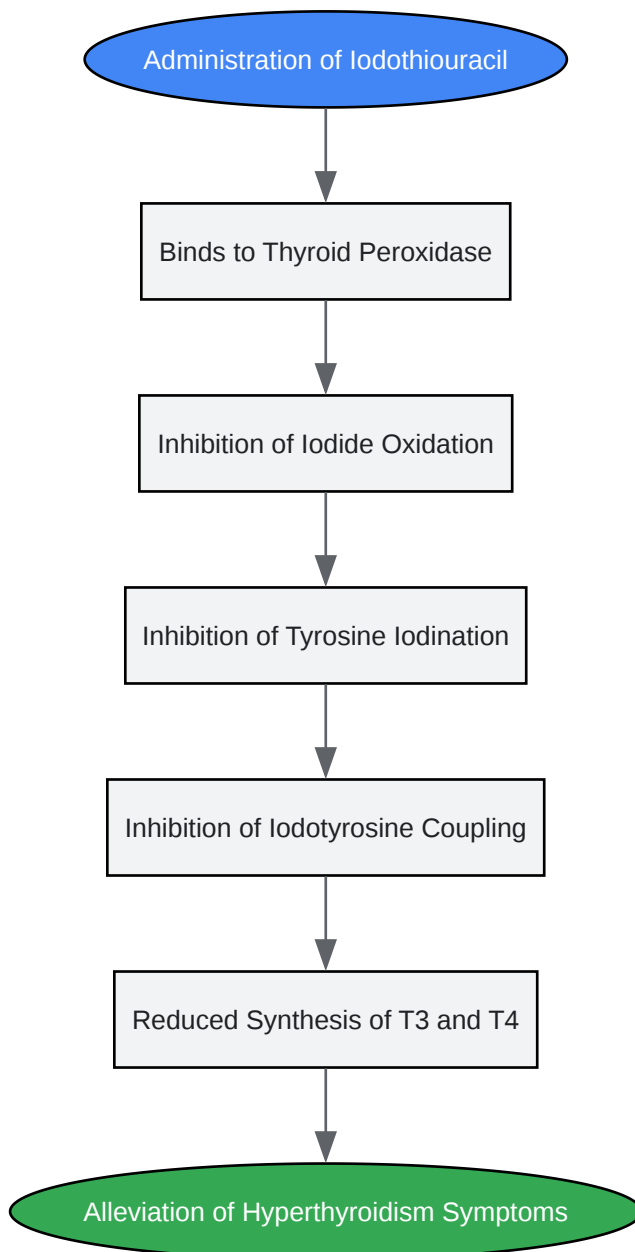 Administration of Iodothiouracil
Binds to Thyroid Peroxidase
Inhibition of Iodide Oxidation
Inhibition of Tyrosine Iodination
Inhibition of Iodotyrosine Coupling
Reduced Synthesis of T3 and T4
Alleviation of Hyperthyroidism Symptoms